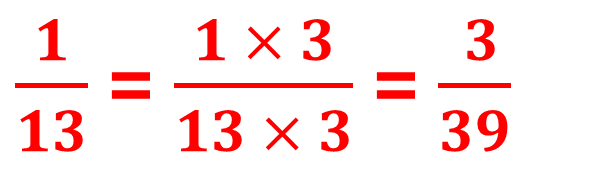 1/13 = 1 × 3/13 × 3 = 3/39